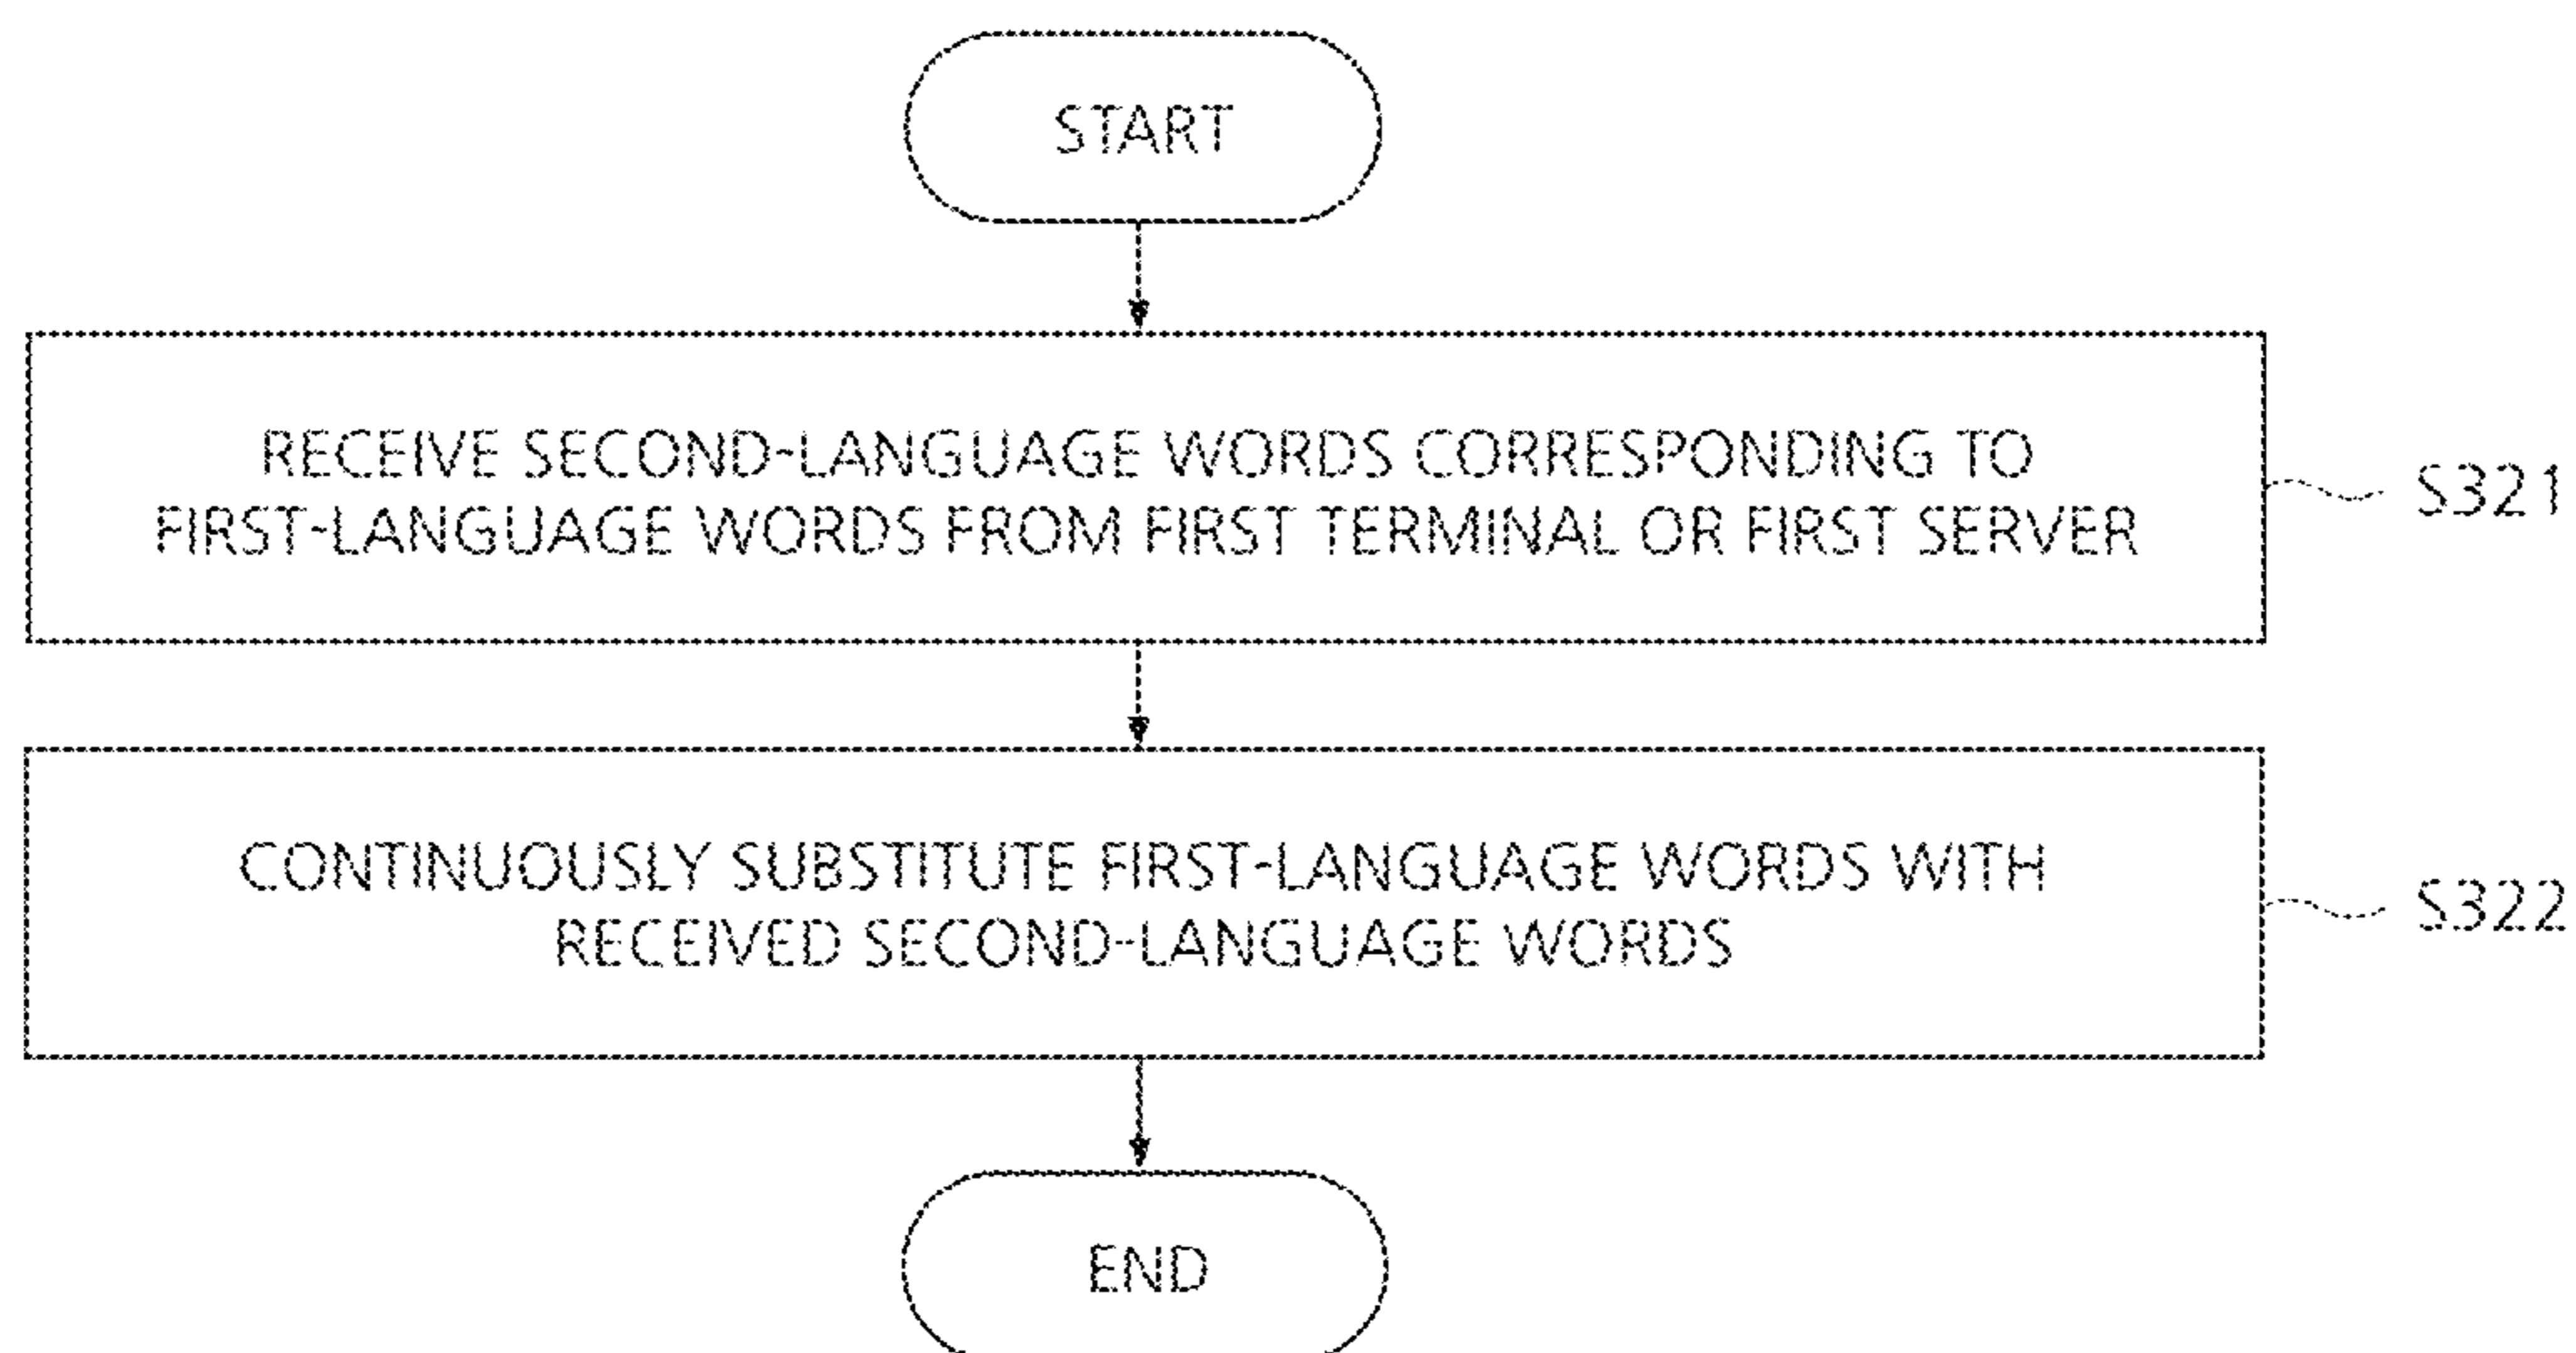 START
RECEIVE SECOND-LANGUAGE WORDS CORRESPONDING TO
FIRST-LANGUAGE WORDS FROM FIRST TERMINAL OR FIRST SERVER
S321
CONTINUOUSLY SUBSTITUTE FIRST-LANGUAGE WORDS WITH
RECEIVED SECOND-LANGUAGE WORDS
S322
END